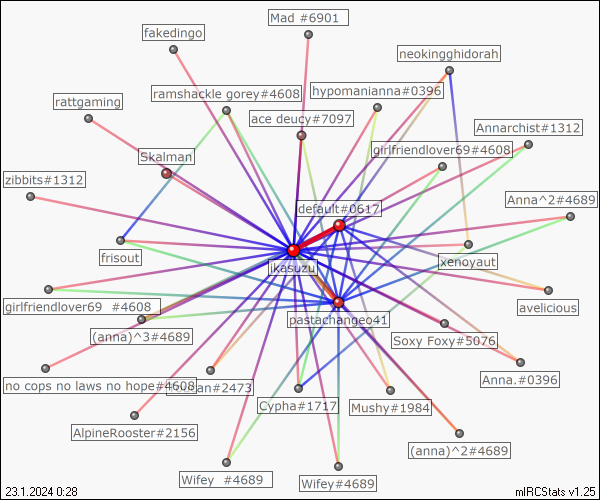 Mad #6901
fakedingo
neokingghidorah
ramshackle gorey#4608
hypomanianna#0396
rattgaming
ace deucy#7097
Annarchist#1312
girlfriendlover69#4608
Skalman
zibbits#1312
Anna^2#4689
default#0617
frisout
xenoyaut
jkasuzu
girlfriendlover69 #4608
avelicious
(anna)^3#4689
pastachangeo41
Soxy Foxy#5076
no cops no laws no hope#4608
an#2473
Anna.#0396
Cypha#1717
Mushy#1984
AlpineRooster#2156
(anna)^2#4689
Wifey #4689
Wifey#4689
23.1.2024 0:28
mIRCStats v1.25